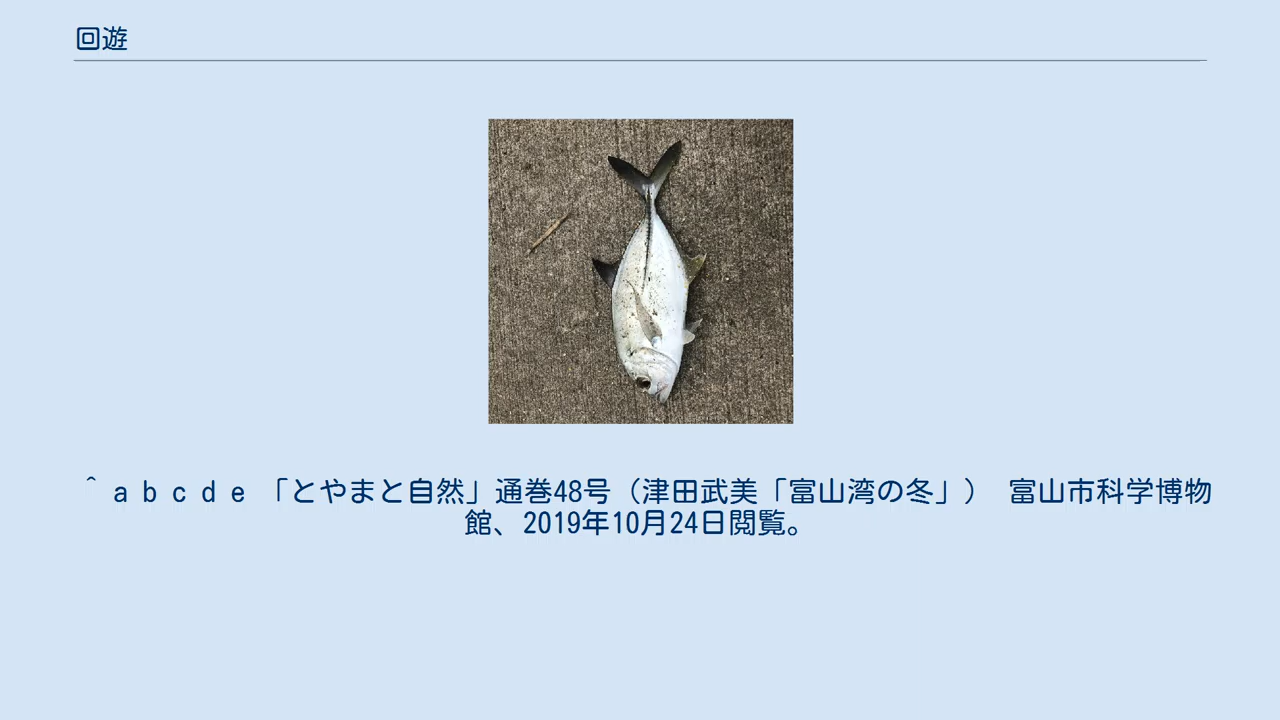 回遊
^ a b c d e 「とやまと自然」通巻48号（津田武美「富山湾の冬」） 富山市科学博物
館、2019年10月24日閲覧。